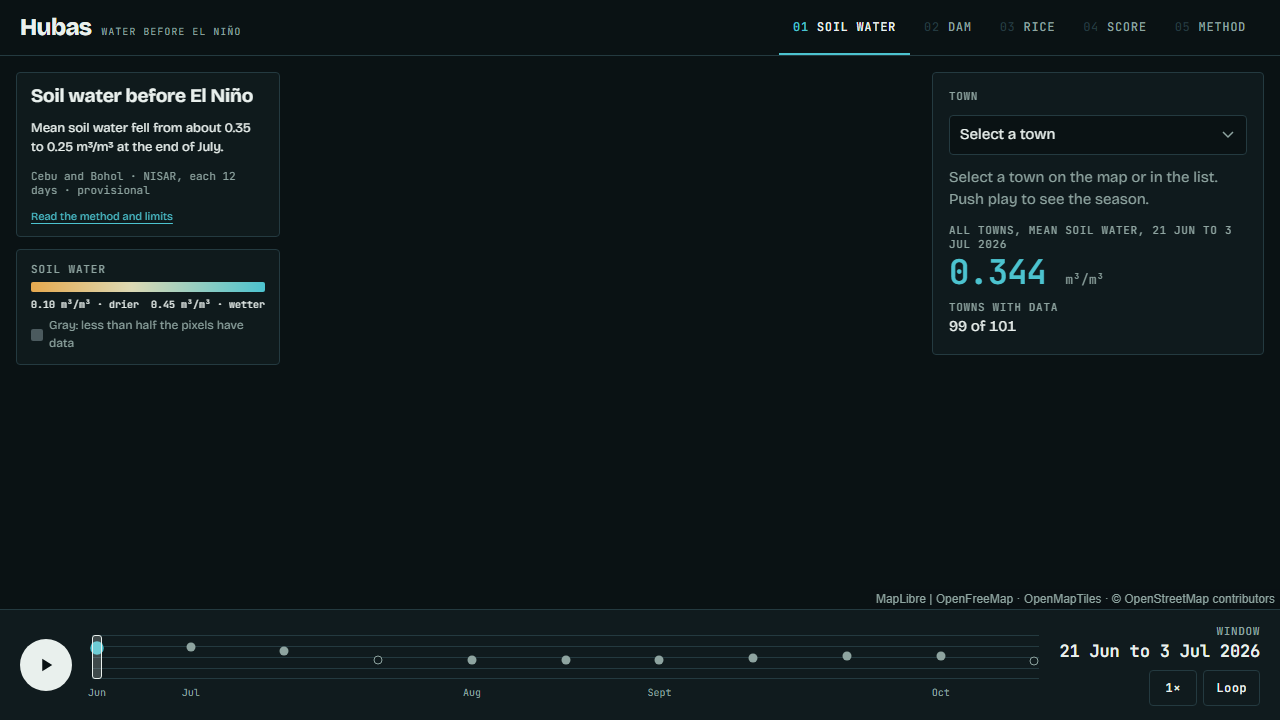 Hubas WATER BEFORE EL NIÑO
01 SOIL WATER 02 DAM 03 RICE 04 SCORE 05 METHOD
Soil water before El Niño
Mean soil water fell from about 0.35
to 0.25 m³/m³ at the end of July.
Cebu and Bohol · NISAR, each 12
days · provisional
Read the method and limits
SOIL WATER
0.10 m³/m³ · drier 0.45 m³/m³ · wetter
Gray: less than half the pixels have
data
TOWN
Select a town
Select a town on the map or in the list.
Push play to see the season.
ALL TOWNS, MEAN SOIL WATER, 21 JUN TO 3
JUL 2026
0.344 m³/m³
TOWNS WITH DATA
99 of 101
MapLibre | OpenFreeMap · OpenMapTiles · © OpenStreetMap contributors
Jun Jul Aug Sept Oct
WINDOW
21 Jun to 3 Jul 2026
1× Loop